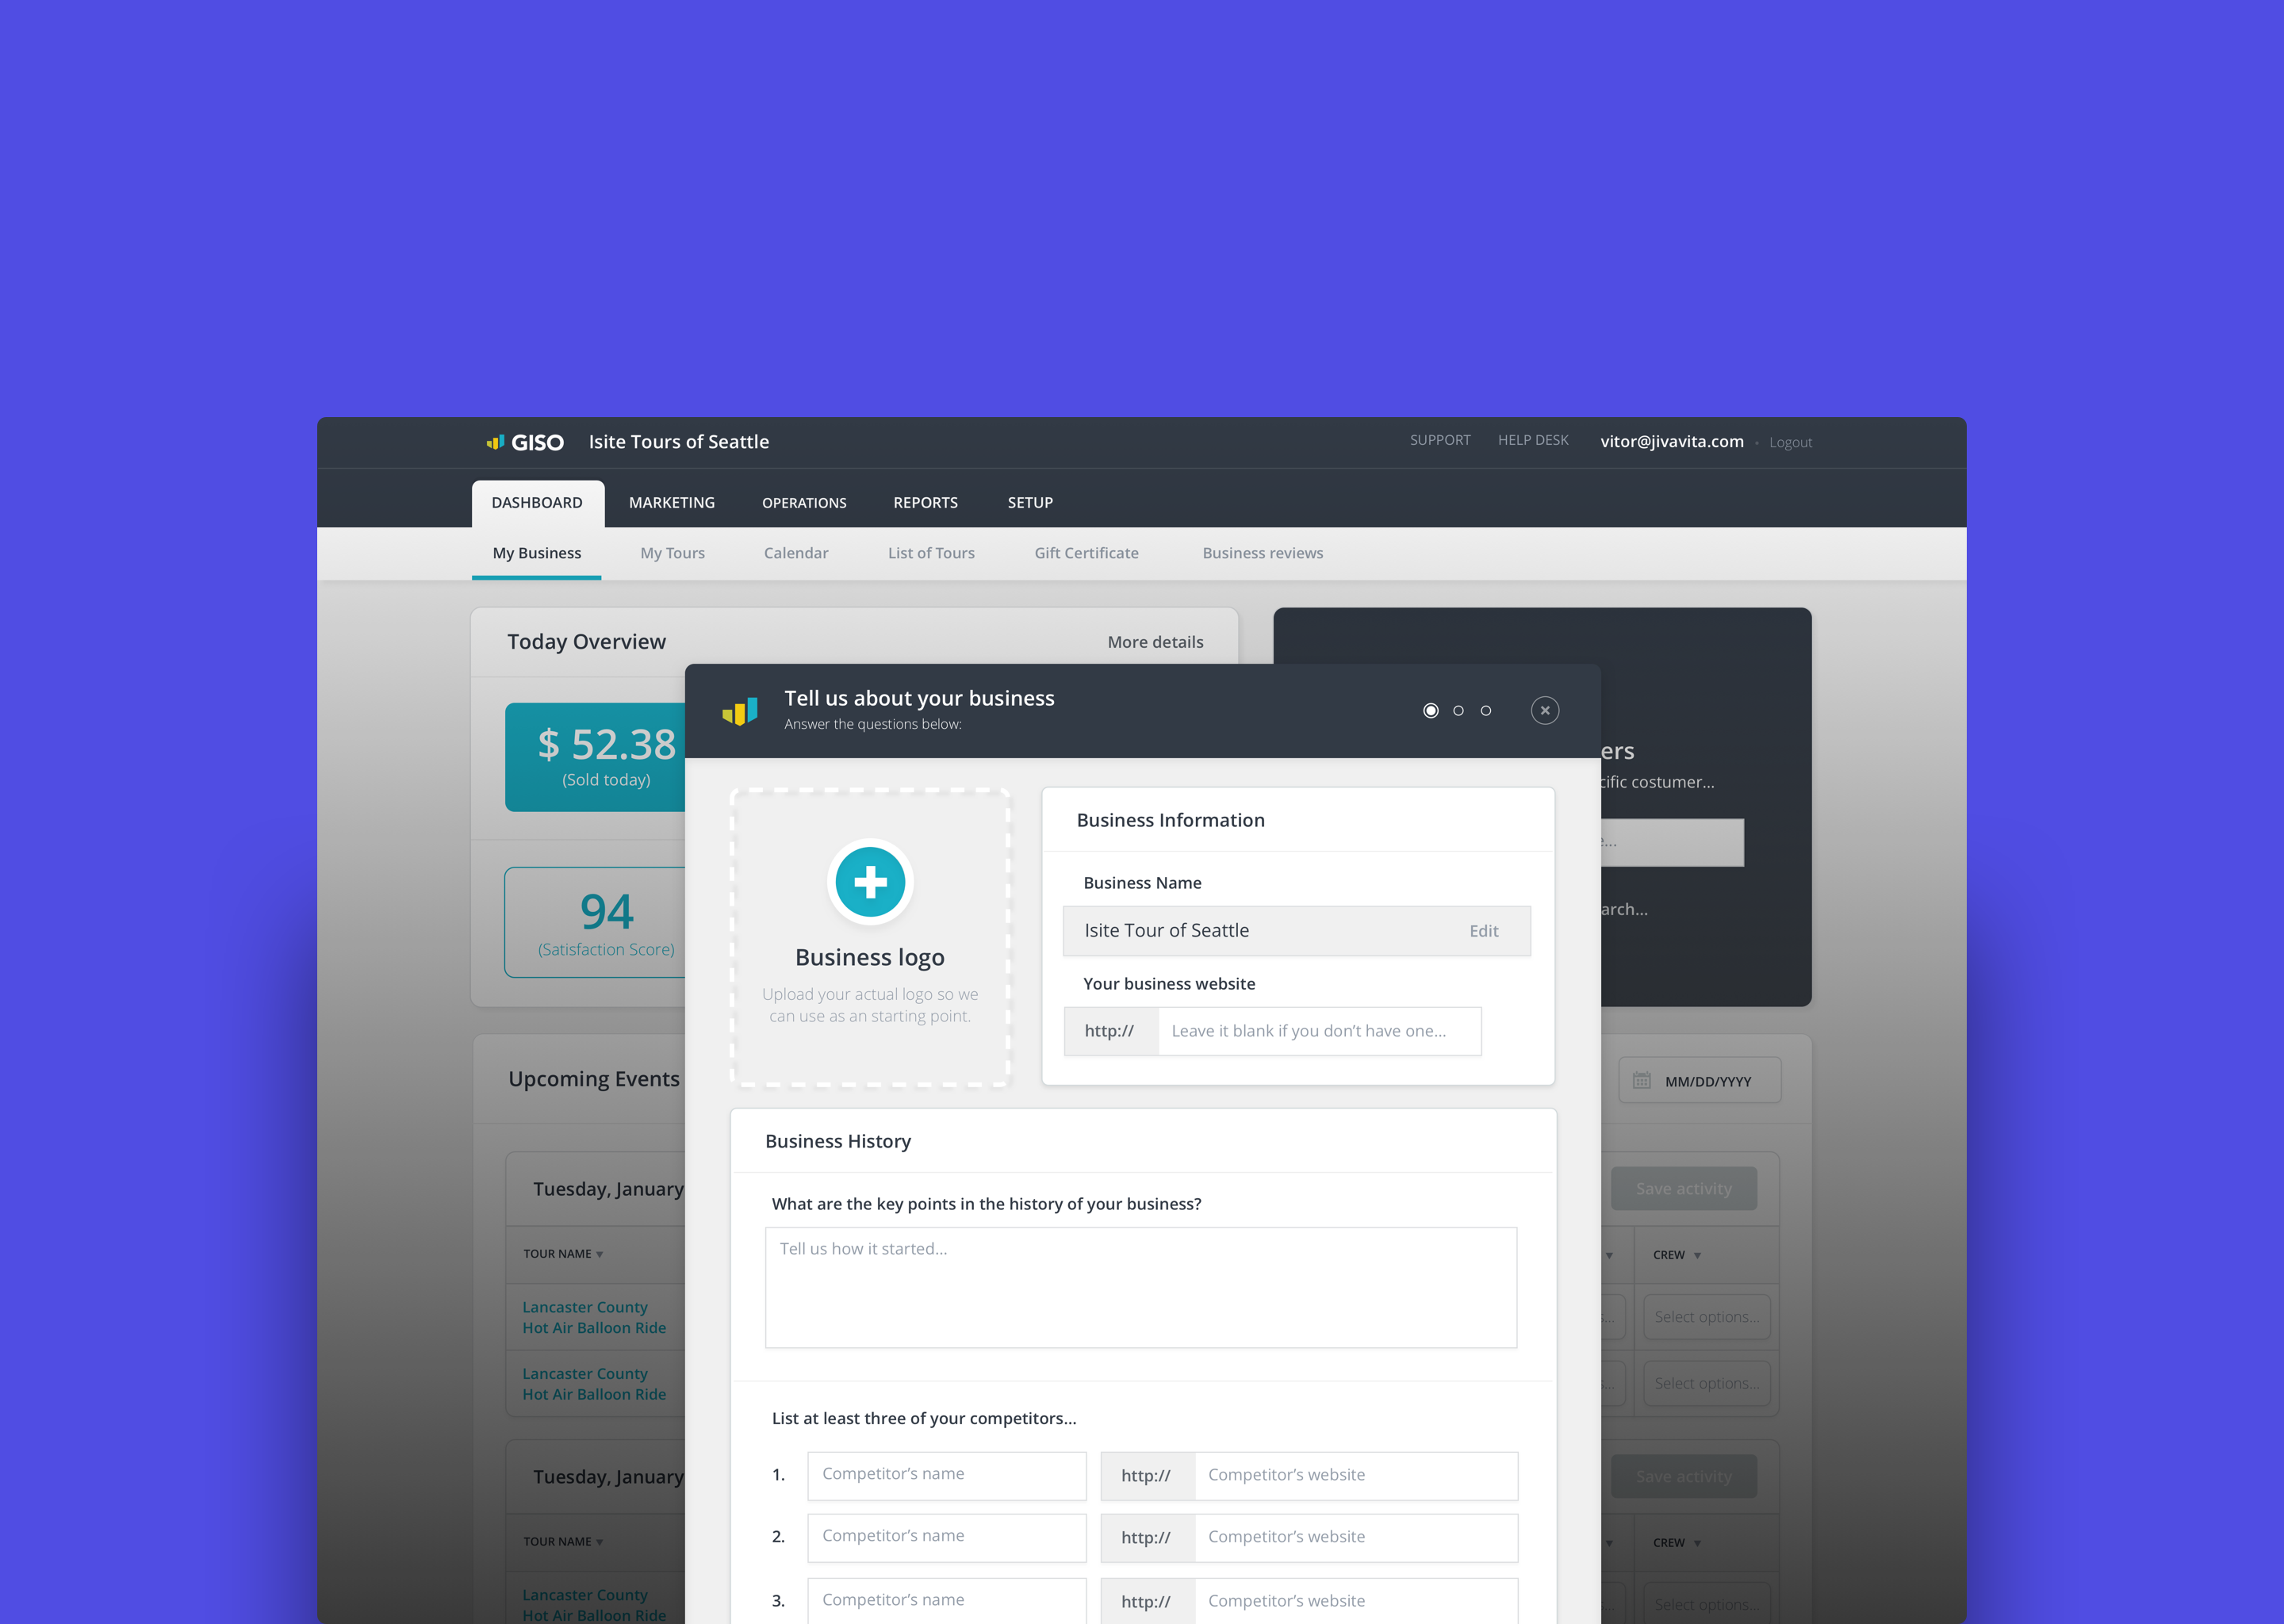 GISO Isite Tours of Seattle SUPPORT HELP DESK vitor@jivavita.com • Logout
DASHBOARD MARKETING OPERATIONS REPORTS SETUP
My Business My Tours Calendar List of Tours Gift Certificate Business reviews
Today Overview More details
$ 52.38
(Sold today)
94
(Satisfaction Score)
Tell us about your business
Answer the questions below:
Business logo
Upload your actual logo so we
can use as an starting point.
Business Information
Business Name
Isite Tour of Seattle Edit
Your business website
http:// Leave it blank if you don’t have one...
Business History
What are the key points in the history of your business?
Tell us how it started...
List at least three of your competitors...
1. Competitor’s name http:// Competitor’s website
2. Competitor’s name http:// Competitor’s website
3. Competitor’s name http:// Competitor’s website
ers
cific costumer...
e...
arch...
Upcoming Events MM/DD/YYYY
Tuesday, January Save activity
TOUR NAME CREW
Lancaster County
Hot Air Balloon Ride s... Select options...
Lancaster County
Hot Air Balloon Ride s... Select options...
Tuesday, January Save activity
TOUR NAME CREW
Lancaster County
Hot Air Balloon Ride Select options...